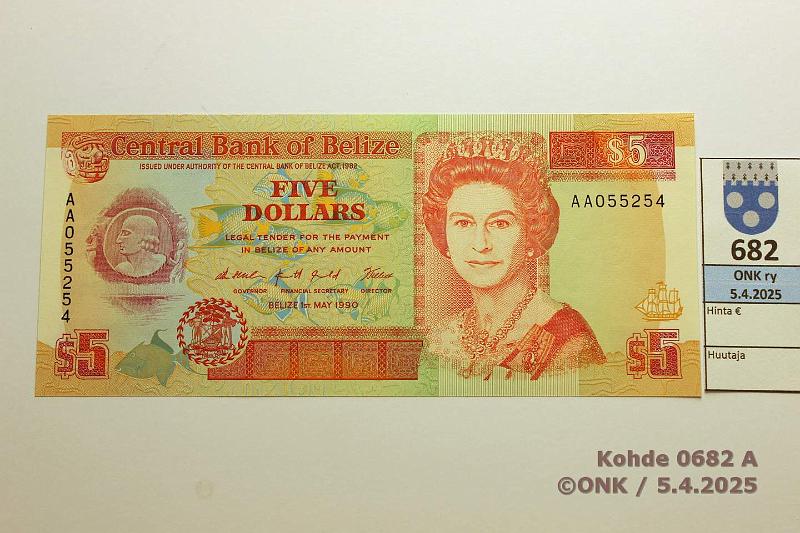 Central Bank of Belize
ISSUED UNDER AUTHORITY OF THE CENTRAL BANK OF BELIZE ACT, 1982
$5
FIVE
DOLLARS
AA055254
AA055254
LEGAL TENDER FOR THE PAYMENT
IN BELIZE OF ANY AMOUNT
GOVERNOR FINANCIAL SECRETARY DIRECTOR
BELIZE 1ST. MAY 1990
$5
$5
682
ONK ry
5.4.2025
Hinta €
Huutaja
Kohde 0682 A
©ONK / 5.4.2025